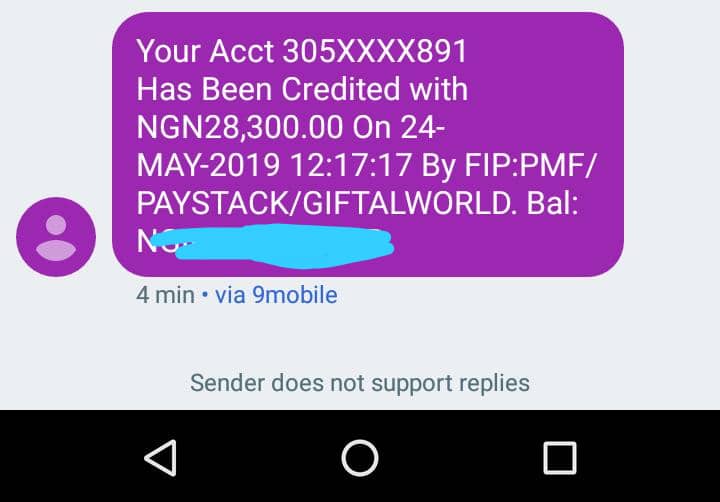 Your Acct 305XXXX891
Has Been Credited with
NGN28,300.00 On 24-
MAY-2019 12:17:17 By FIP:PMF/
PAYSTACK/GIFTALWORLD. Bal:
4 min • via 9mobile
Sender does not support replies